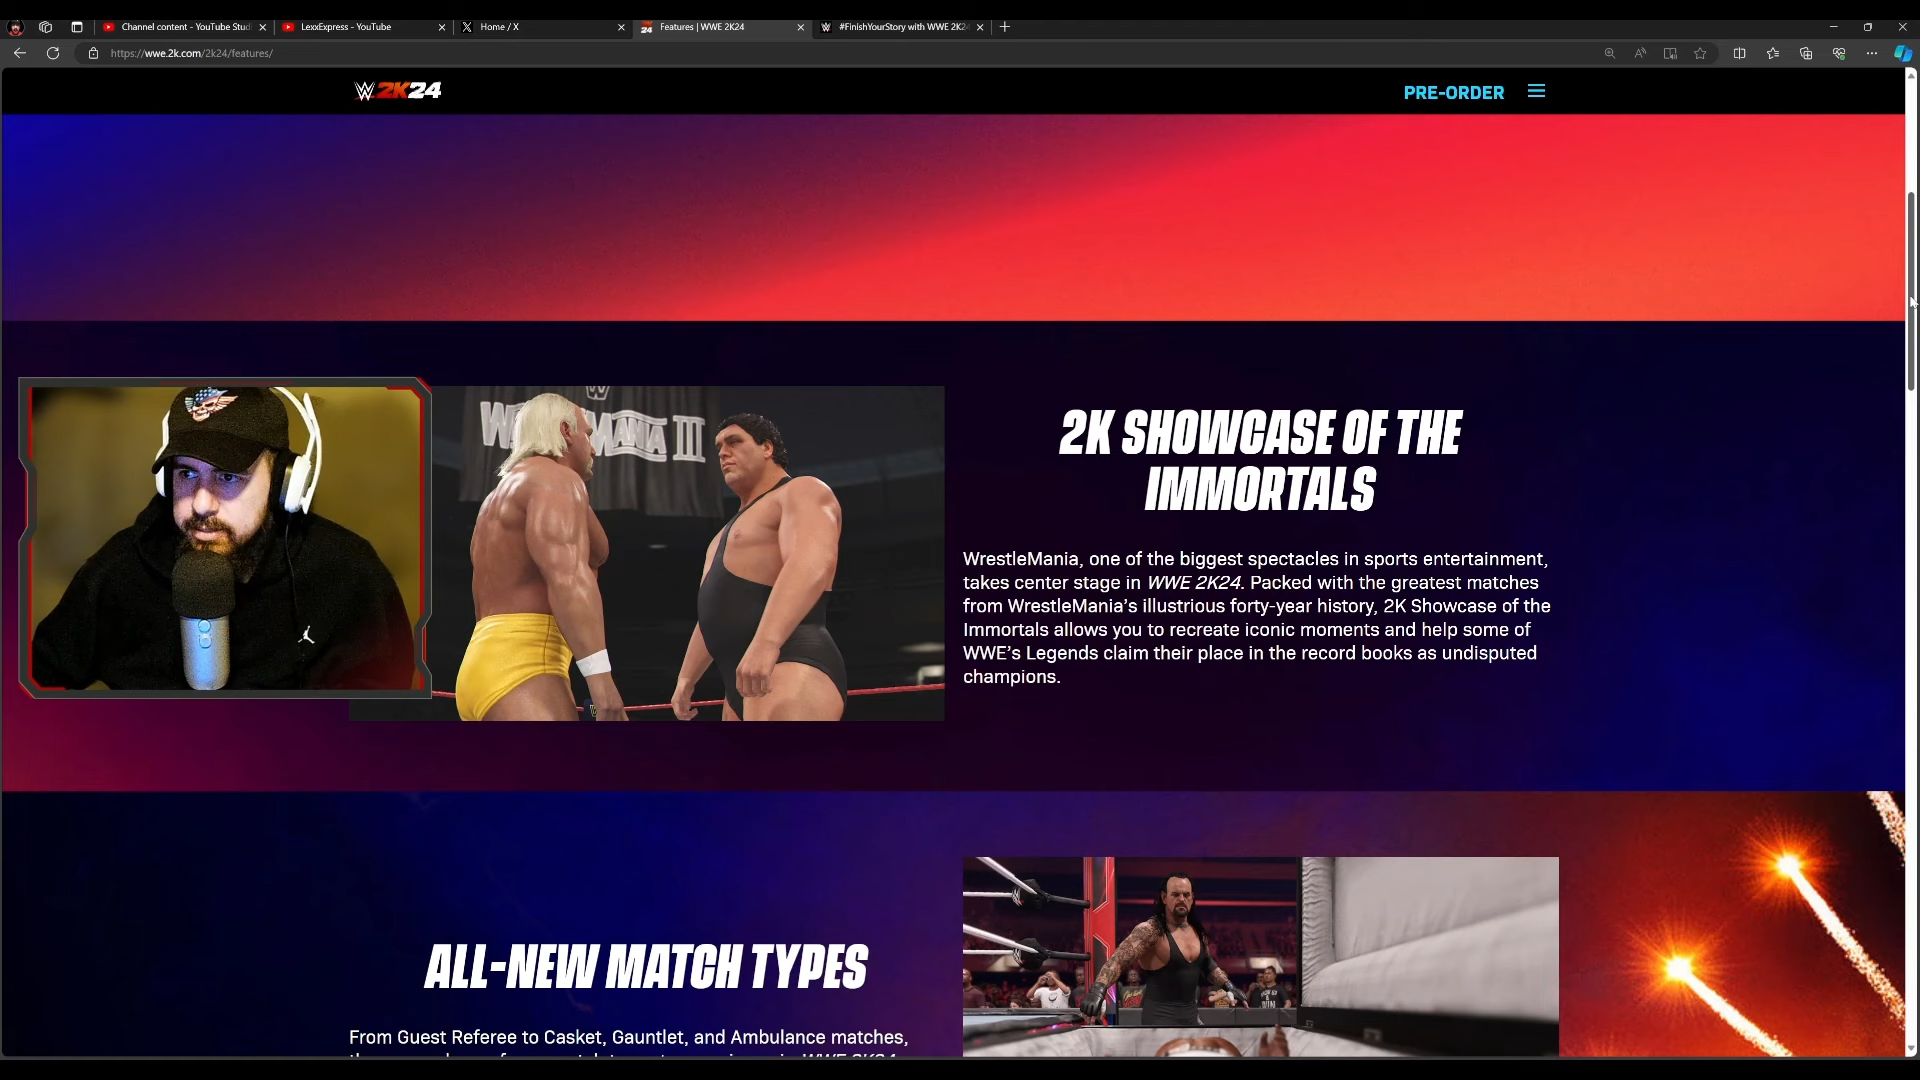 Channel content - YouTube Stud
LexxExpress - YouTube
Home / X
Features | WWE 2K24
#FinishYourStory with WWE 2K24
https://wwe.2k.com/2k24/features/
W 2K24
PRE-ORDER
WRESTLEMANIA III
2K SHOWCASE OF THE
IMMORTALS
WrestleMania, one of the biggest spectacles in sports entertainment,
takes center stage in WWE 2K24. Packed with the greatest matches
from WrestleMania's illustrious forty-year history, 2K Showcase of the
Immortals allows you to recreate iconic moments and help some of
WWE's Legends claim their place in the record books as undisputed
champions.
ALL-NEW MATCH TYPES
From Guest Referee to Casket, Gauntlet, and Ambulance matches,